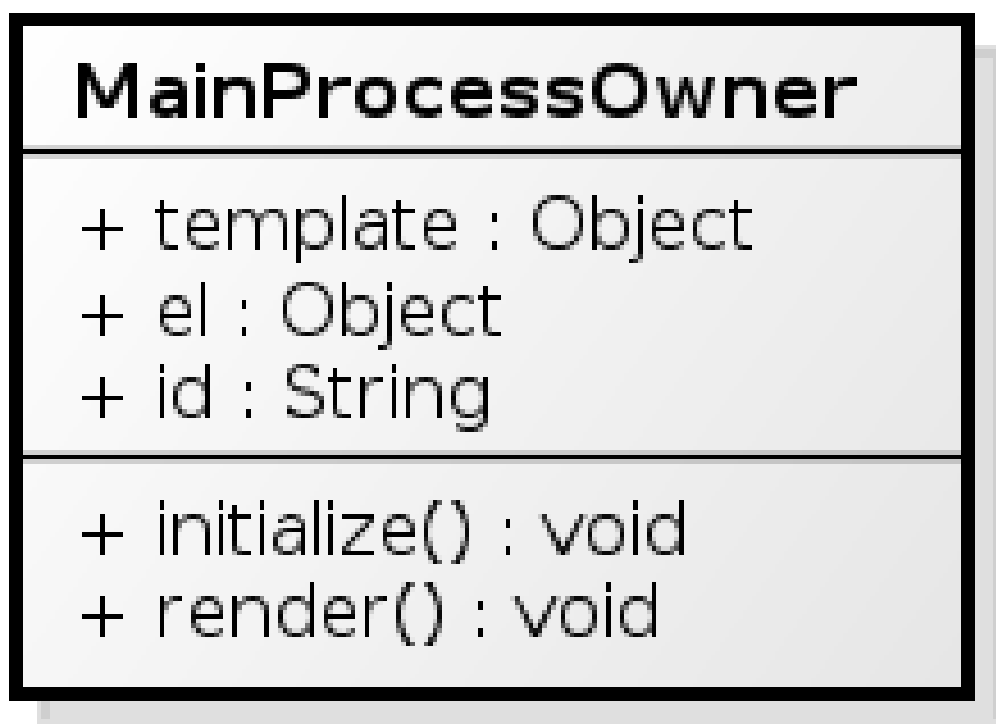 MainProcessOwner
+ template : Object
+ el : Object
+ id : String
+ initialize() : void
+ render() : void